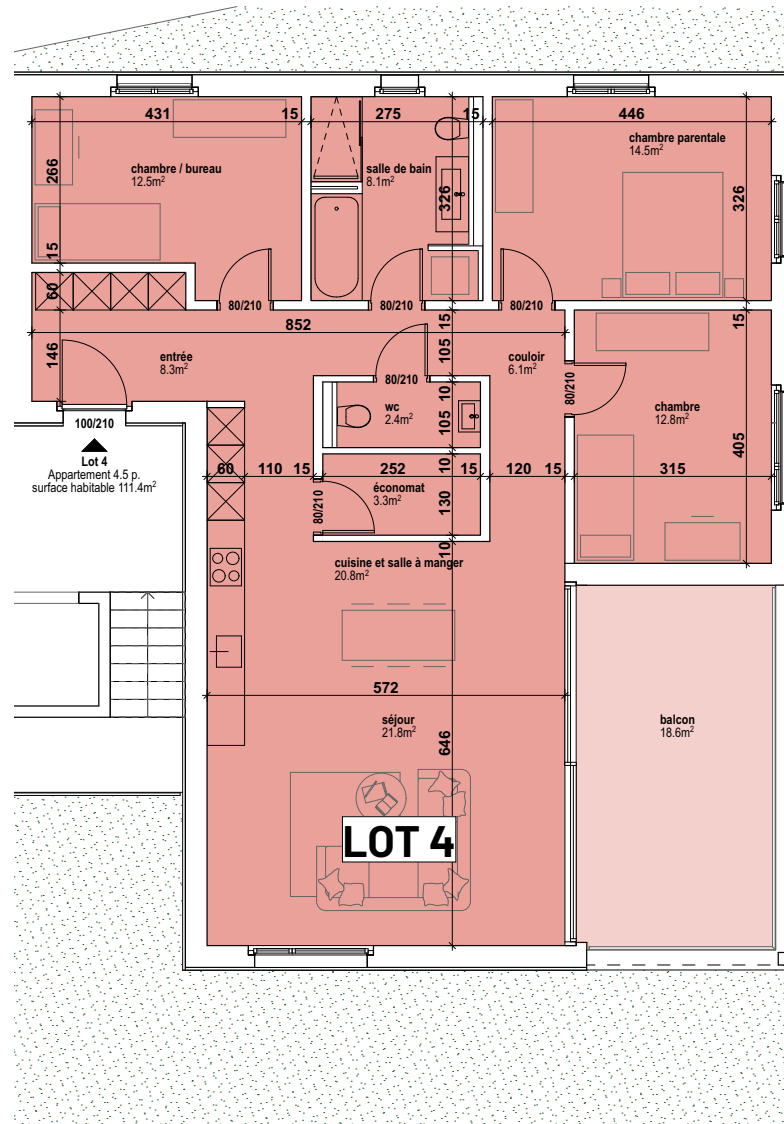 431
15
275
15
446
chambre parentale
14.5m²
chambre / bureau
12.5m²
salle de bain
8.1m²
266
326
326
15
60
80/210
80/210
80/210
852
15
15
146
entrée
8.3m²
105
couloir
6.1m²
80/210
80/210
10
100/210
Lot 4
Appartement 4.5 p.
surface habitable 111.4m²
wc
2.4m²
105
chambre
12.8m²
405
10
60
110
15
252
15
120
15
315
80/210
économat
3.3m²
130
10
cuisine et salle à manger
20.8m²
572
séjour
21.8m²
646
balcon
18.6m²
LOT 4